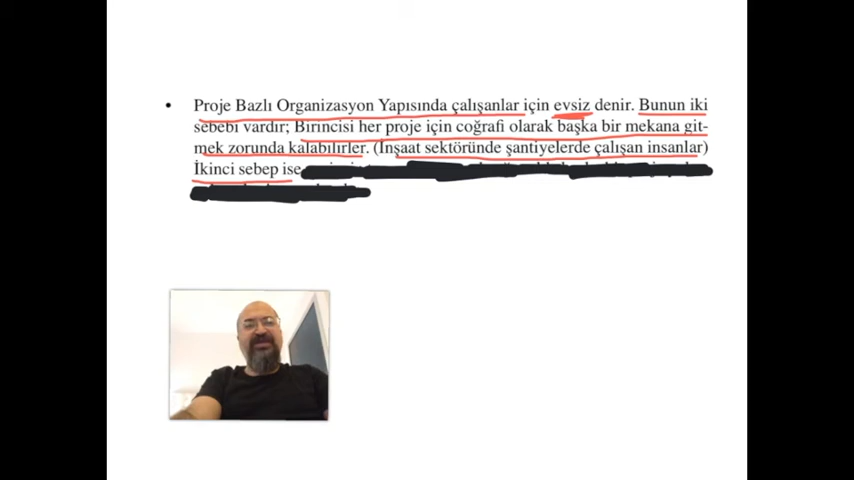 • Proje Bazlı Organizasyon Yapısında çalışanlar için evsiz denir. Bunun iki
sebebi vardır; Birincisi her proje için coğrafi olarak başka bir mekana git-
mek zorunda kalabilirler. (İnşaat sektöründe şantiyelerde çalışan insanlar)
İkinci sebep ise